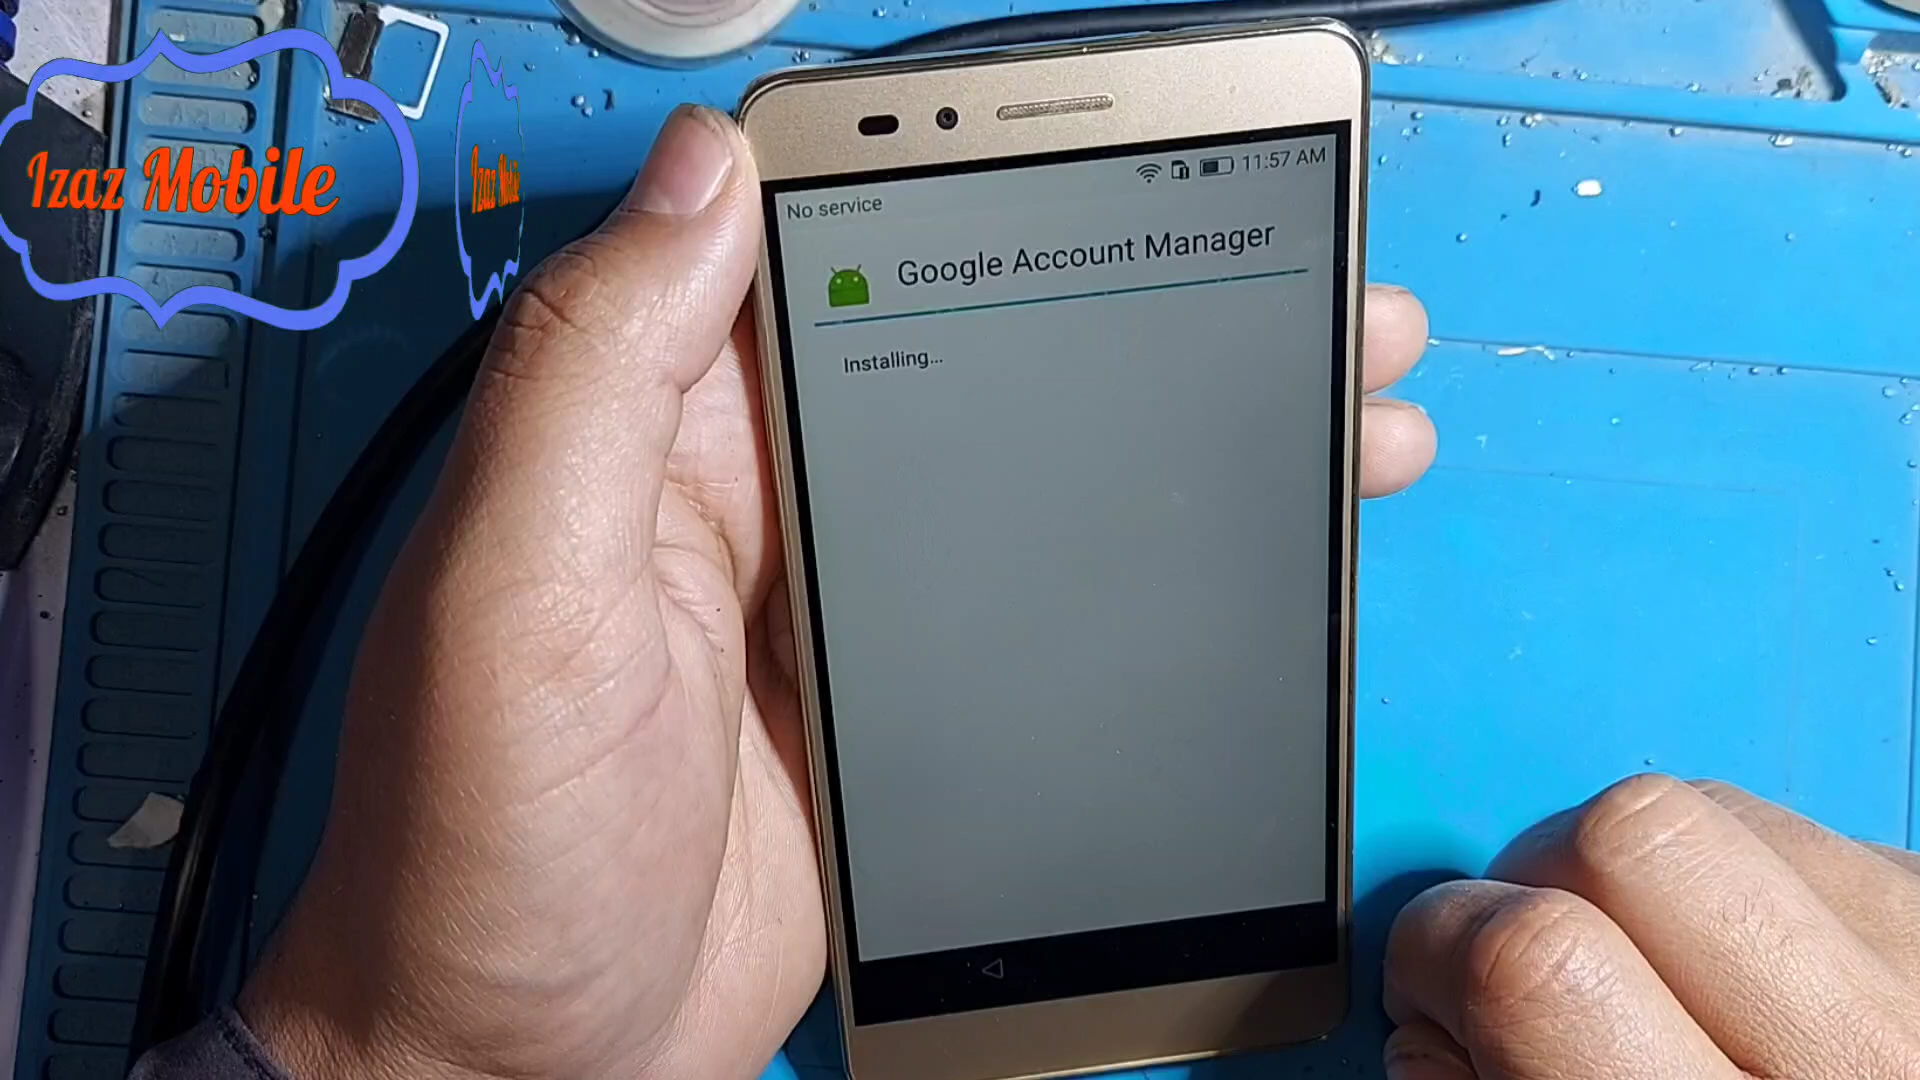 Izaz Mobile
Izaz Mobile
No service
11:57 AM
Google Account Manager
Installing...